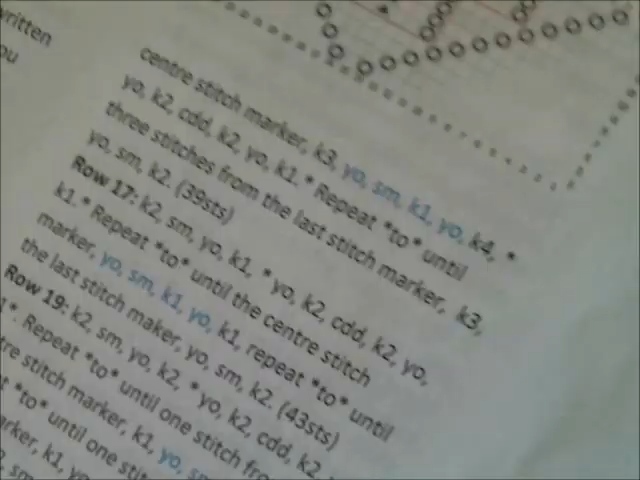 written
ou
centre stitch marker, k3, yo, sm, k1, yo, k4, *
yo, k2, cdd, k2, yo, k1. * Repeat *to* until
three stitches from the last stitch marker, k3,
yo, sm, k2. (39sts)
Row 17: k2, sm, yo, k1, * yo, k2, cdd, k2, yo,
k1. * Repeat *to* until the centre stitch
marker, yo, sm, k1, yo, k1, repeat *to* until
the last stitch maker, yo, sm, k2. (43sts)
Row 19: k2, sm, yo, k2, * yo, k2, cdd, k2,
*. Repeat *to* until one stitch fro
tre stitch marker, k1, yo, sm
*to* until one stit
arker, k1, yo
sm